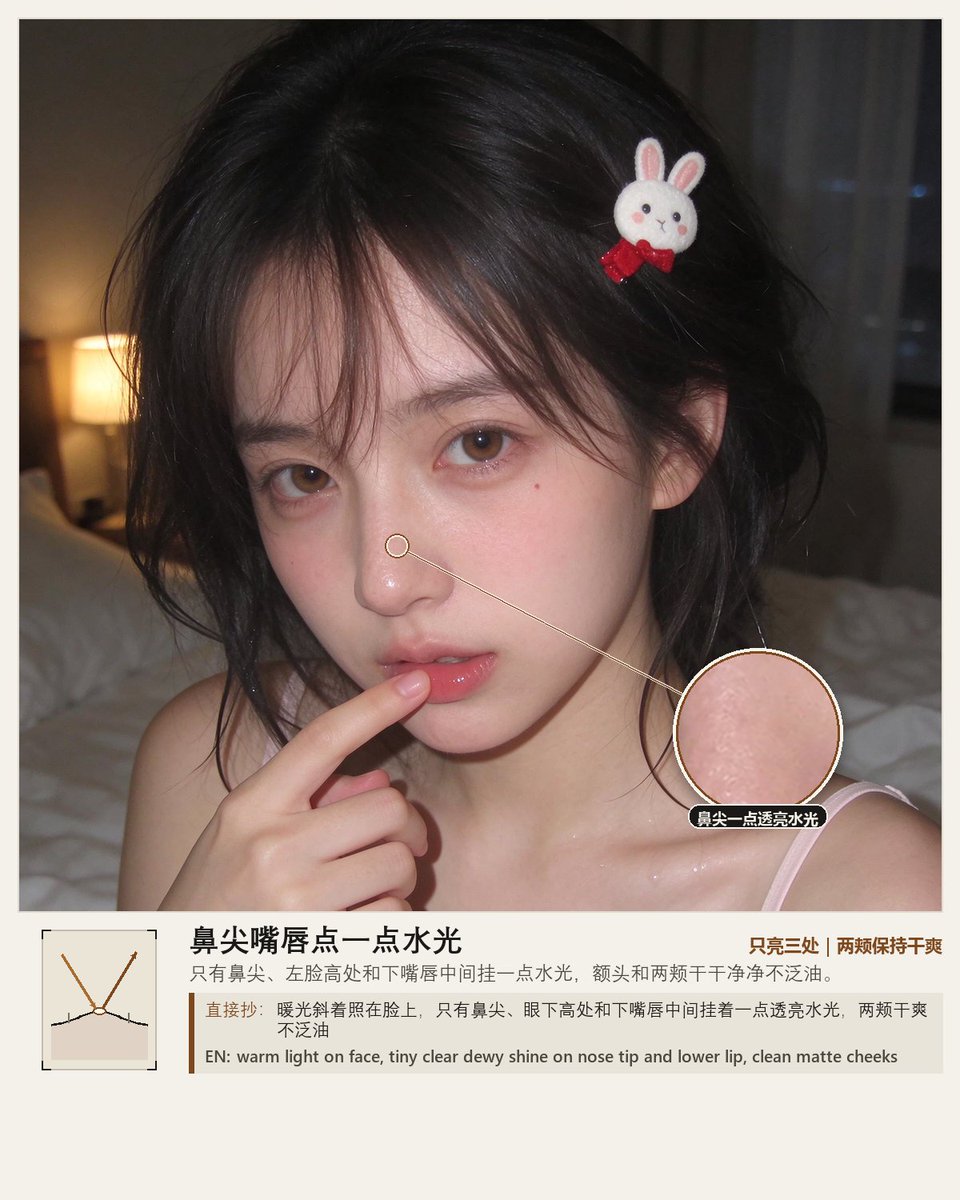 鼻尖一点透亮水光
鼻尖嘴唇点一点水光
只亮三处｜两颊保持干爽
只有鼻尖、左脸高处和下嘴唇中间挂一点水光，额头和两颊干干净净不泛油。
直接抄： 暖光斜着照在脸上，只有鼻尖、眼下高处和下嘴唇中间挂着一点透亮水光，两颊干爽
不泛油
EN: warm light on face, tiny clear dewy shine on nose tip and lower lip, clean matte cheeks